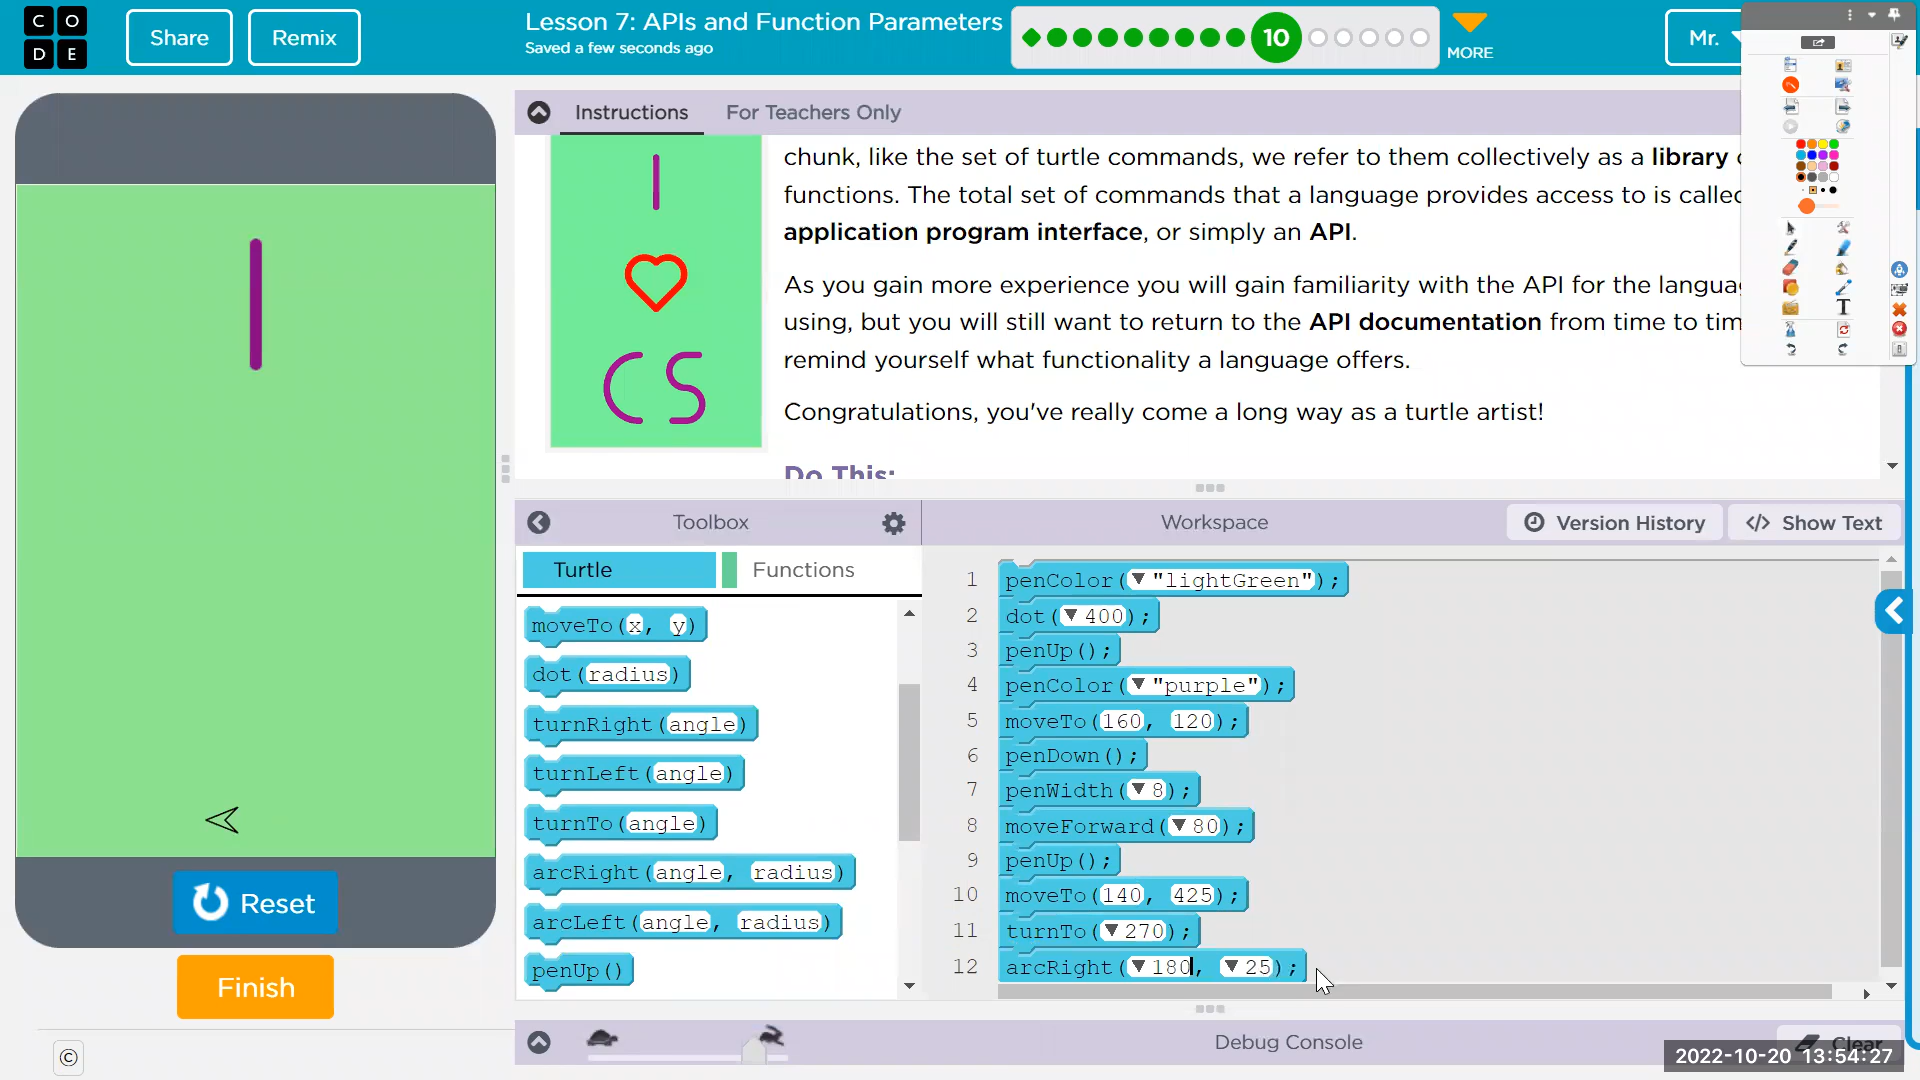 CODE
Share
Remix
Lesson 7: APIs and Function Parameters
Saved a few seconds ago
10
MORE
Mr.
Instructions
For Teachers Only
I
CS
chunk, like the set of turtle commands, we refer to them collectively as a library
functions. The total set of commands that a language provides access to is called
application program interface, or simply an API.
As you gain more experience you will gain familiarity with the API for the
using, but you will still want to return to the API documentation from time to
remind yourself what functionality a language offers.
Congratulations, you've really come a long way as a turtle artist!
Do This:
Toolbox
Workspace
Version History
</> Show Text
Turtle
Functions
moveTo(x, y)
dot(radius)
turnRight(angle)
turnLeft(angle)
turnTo(angle)
arcRight(angle, radius)
arcLeft(angle, radius)
penUp()
1 penColor(▼"lightGreen");
2 dot(▼400);
3 penUp();
4 penColor(▼"purple");
5 moveTo(160, 120);
6 penDown();
7 penWidth(▼8);
8 moveForward(▼80);
9 penUp();
10 moveTo(140, 425);
11 turnTo(▼270);
12 arcRight(▼180, ▼25);
I
Reset
Finish
©
T
Debug Console
Clear
2022-10-20 13:54:27